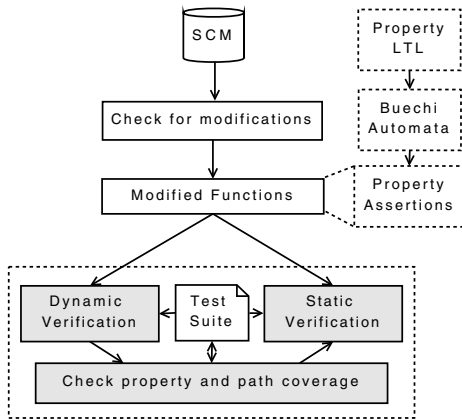 SCM
Property
LTL
Check for modifications
Buechi
Automata
Modified Functions
Property
Assertions
Dynamic
Verification
Test
Suite
Static
Verification
Check property and path coverage